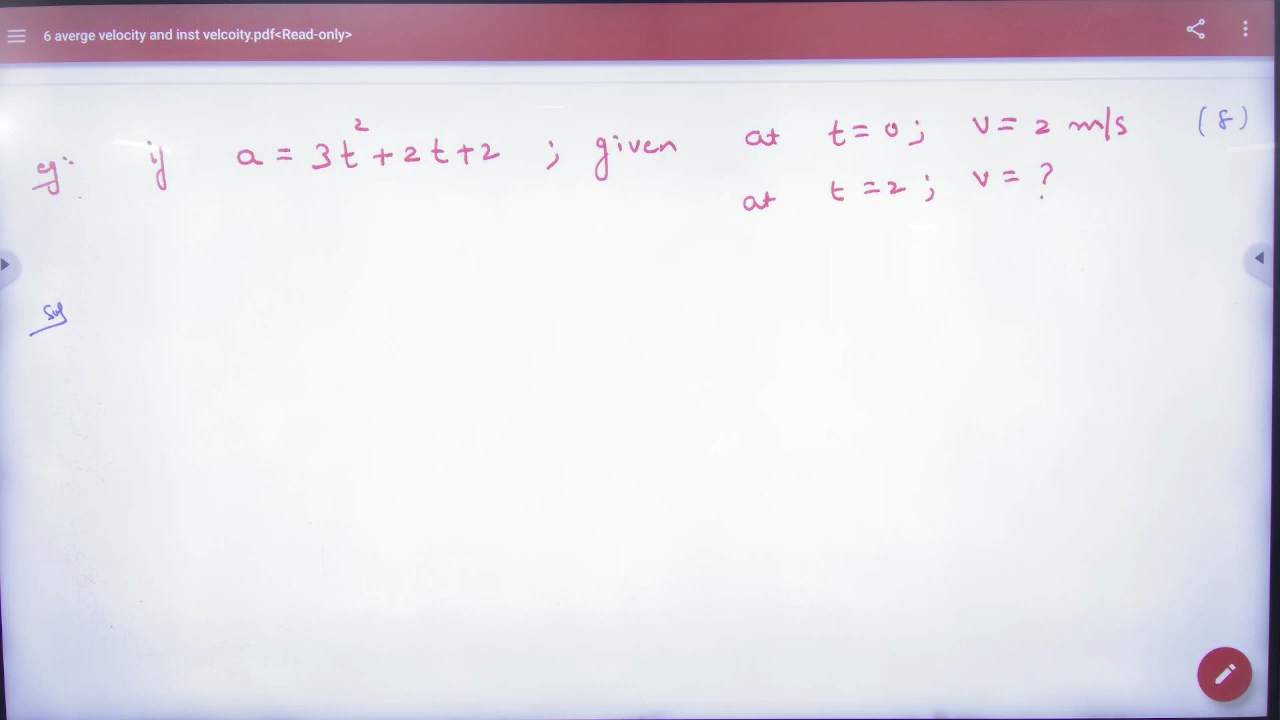 6 averge velocity and inst velcoity.pdf<Read-only>
eg: if a = 3t² + 2t + 2 ; given at t = 0 ; v = 2 m/s (8)
at t = 2 ; v = ?
Sol